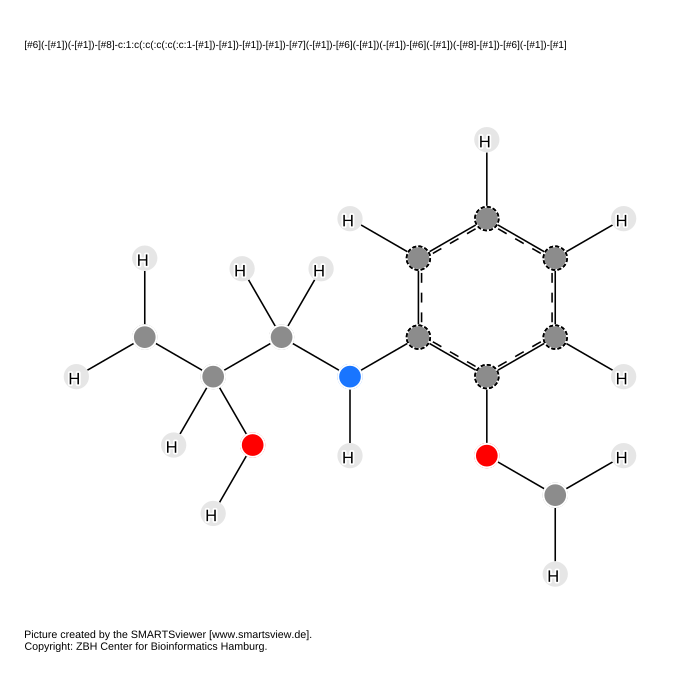 [#6](-[#1])(-[#1])-[#8]-c:1:c(:c(:c(:c(:c:1-[#1])-[#1])-[#1])-[#1])-[#7](-[#1])-[#6](-[#1])(-[#1])-[#6](-[#1])(-[#8]-[#1])-[#6](-[#1])-[#1]
H
H H
H
H H
H H
H H
H H
H
H
Picture created by the SMARTSviewer [www.smartsview.de].
Copyright: ZBH Center for Bioinformatics Hamburg.